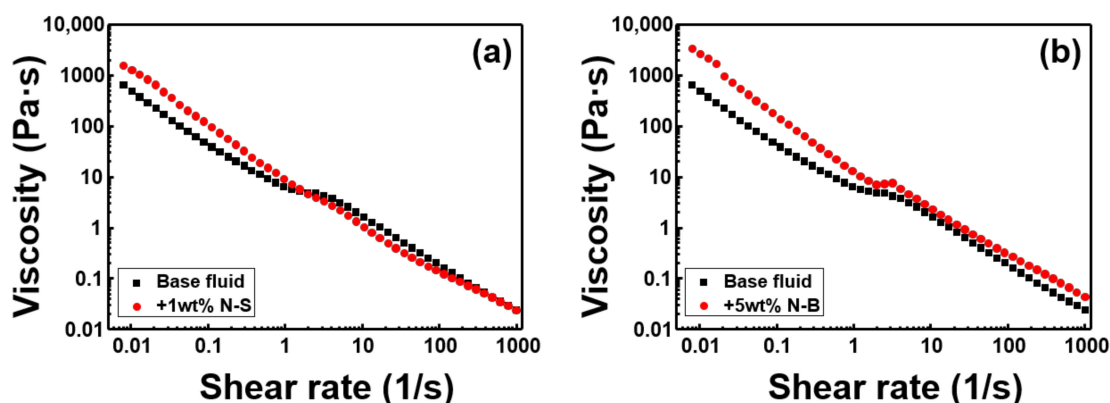 (a)
Viscosity (Pa·s)
10,000
1000
100
10
1
0.1
0.01
Base fluid
+1wt% N-S
0.01 0.1 1 10 100 1000
Shear rate (1/s)
(b)
Viscosity (Pa·s)
10,000
1000
100
10
1
0.1
0.01
Base fluid
+5wt% N-B
0.01 0.1 1 10 100 1000
Shear rate (1/s)